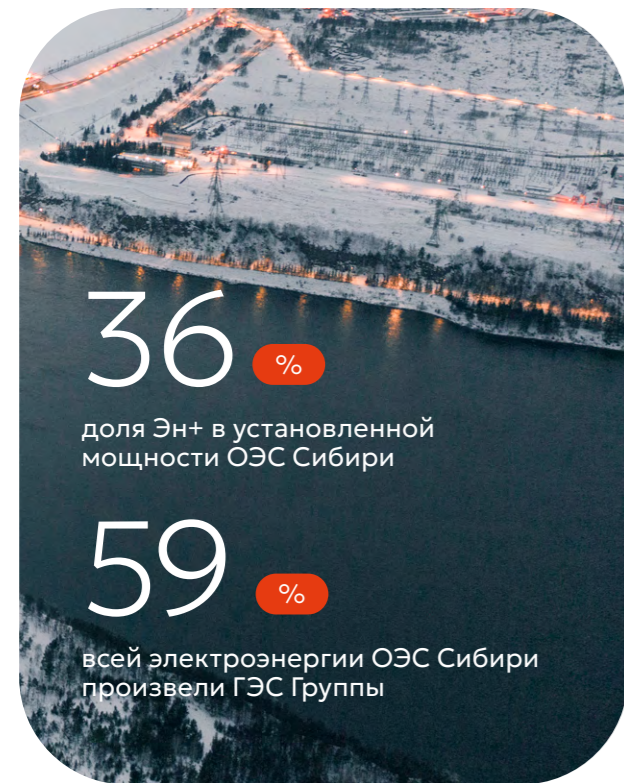 36 %
доля Эн+ в установленной
мощности ОЭС Сибири
59 %
всей электроэнергии ОЭС Сибири
произвели ГЭС Группы